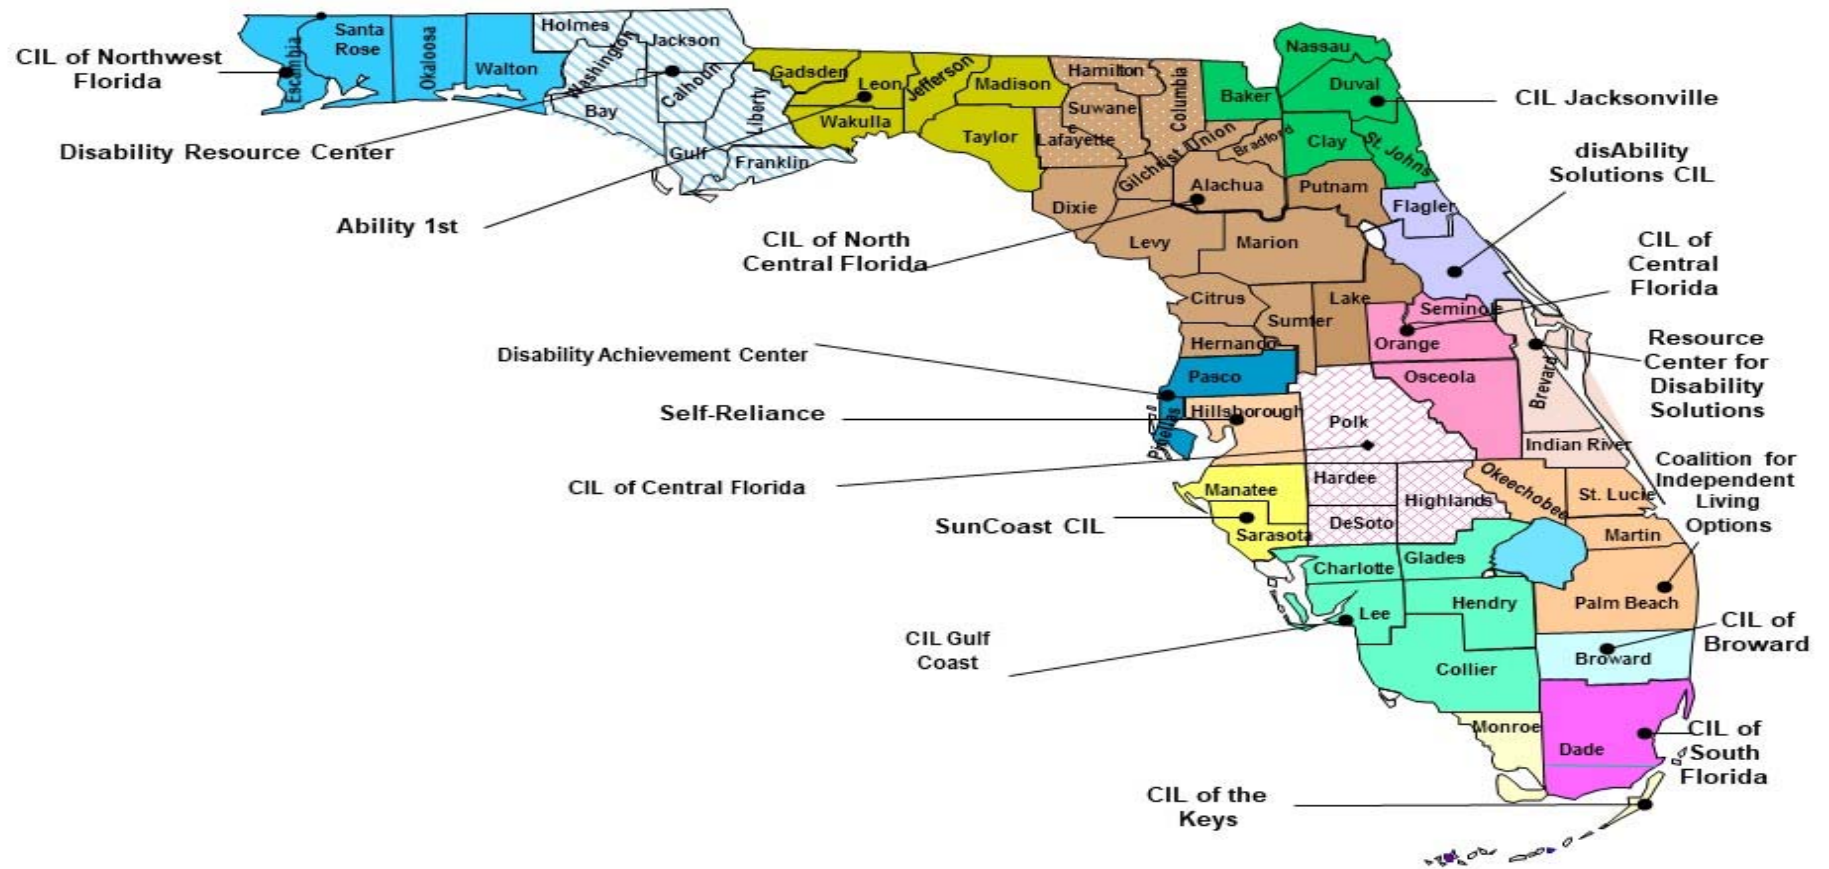 CIL of Northwest
Florida
Escambia
Santa
Rose
Okaloosa
Walton
Holmes
Washington
Jackson
Bay
Calhoun
Liberty
Gulf
Franklin
Disability Resource Center
Gadsden
Leon
Jefferson
Madison
Wakulla
Taylor
Ability 1st
Hamilton
Suwane
e
Columbia
Lafayette
Baker
Nassau
Duval
CIL Jacksonville
Clay
St. Johns
Union
Bradford
Gilchrist
Alachua
Putnam
Dixie
Levy
Marion
CIL of North
Central Florida
Flagler
disAbility
Solutions CIL
Citrus
Sumter
Lake
Hernando
Seminole
Orange
Osceola
CIL of
Central
Florida
Brevard
Indian River
Resource
Center for
Disability
Solutions
Disability Achievement Center
Pasco
Pinellas
Self-Reliance
Hillsborough
Polk
CIL of Central Florida
Hardee
Highlands
DeSoto
Manatee
Sarasota
SunCoast CIL
Okeechobee
St. Lucie
Martin
Palm Beach
Coalition for
Independent
Living
Options
Charlotte
Glades
Lee
Hendry
Collier
CIL Gulf
Coast
Broward
CIL of
Broward
Monroe
Dade
CIL of
South
Florida
CIL of the
Keys